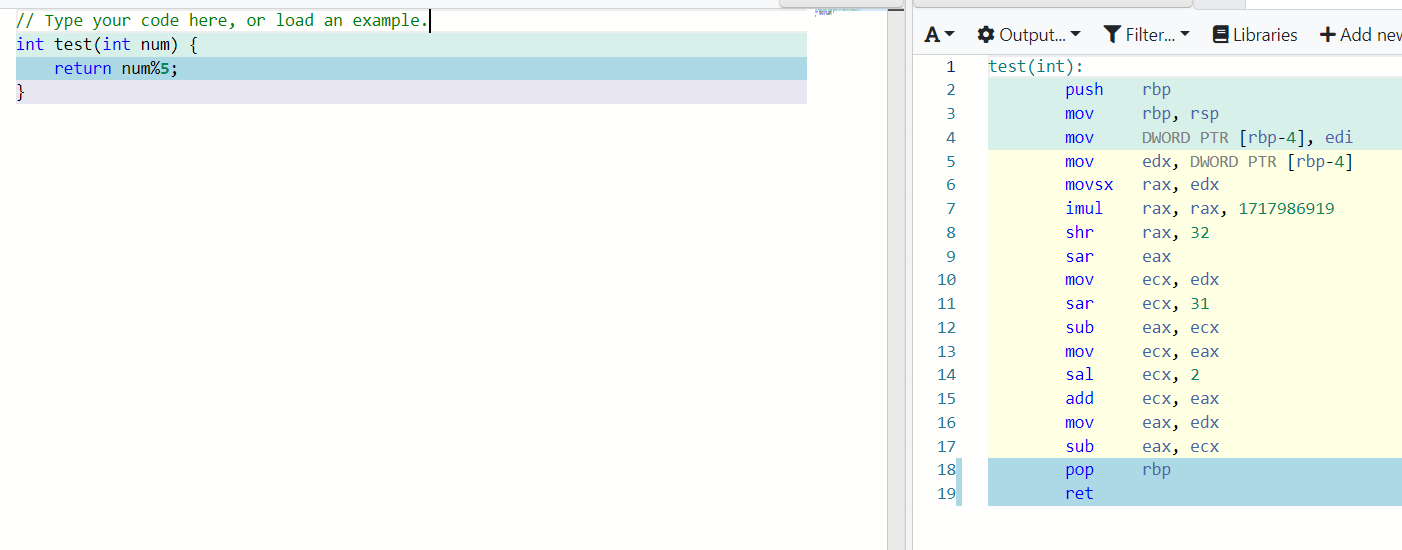 // Type your code here, or load an example.
int test(int num) {
    return num%5;
}
A Output... Filter... Libraries + Add new
1 test(int):
2 push rbp
3 mov rbp, rsp
4 mov DWORD PTR [rbp-4], edi
5 mov edx, DWORD PTR [rbp-4]
6 movsx rax, edx
7 imul rax, rax, 1717986919
8 shr rax, 32
9 sar eax
10 mov ecx, edx
11 sar ecx, 31
12 sub eax, ecx
13 mov ecx, eax
14 sal ecx, 2
15 add ecx, eax
16 mov eax, edx
17 sub eax, ecx
18 pop rbp
19 ret